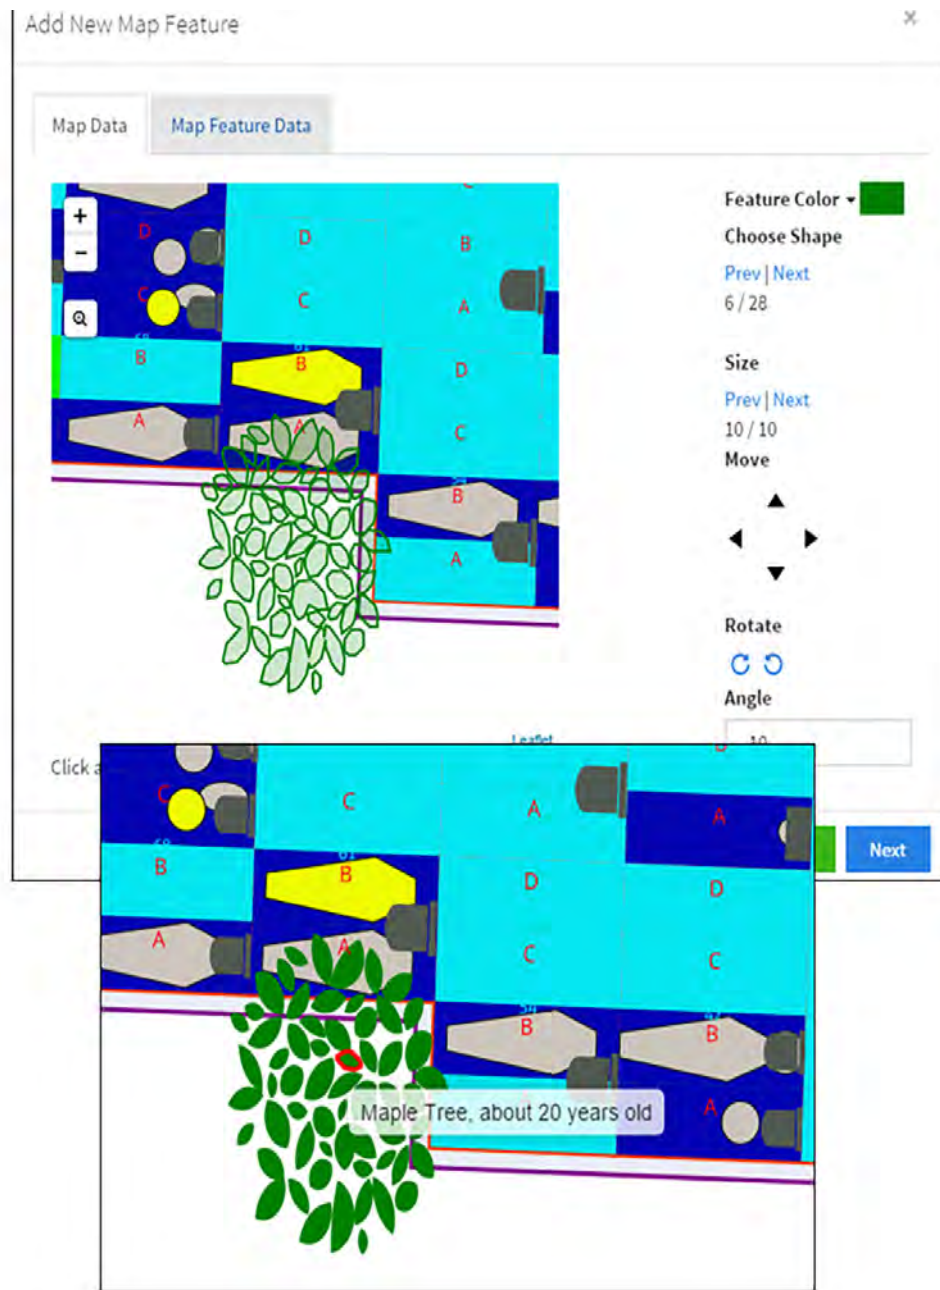 Add New Map Feature
×
Map Data
Map Feature Data
+
−
D
C
B
A
D
C
B
A
B
A
D
C
B
A
Feature Color
Choose Shape
Prev | Next
6 / 28
Size
Prev | Next
10 / 10
Move
Rotate
Angle
10
Leaflet
Click a
Next
C
B
A
C
B
A
A
D
C
B
A
D
C
B
A
Maple Tree, about 20 years old